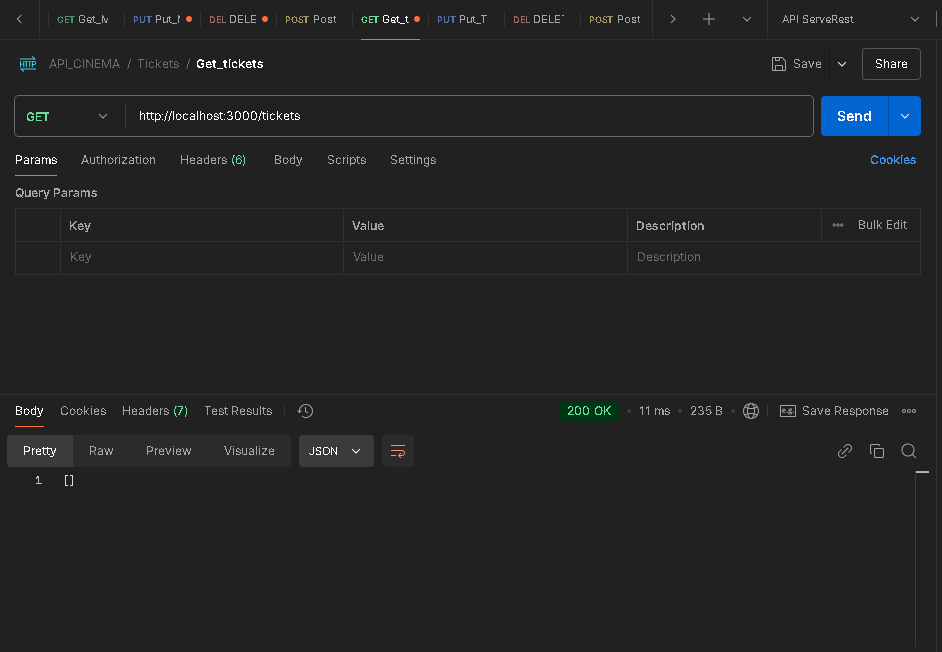 GET Get_M PUT Put_M DEL DELE POST Post GET Get_t PUT Put_T DEL DELET POST Post API ServeRest
HTTP API_CINEMA / Tickets / Get_tickets Save Share
GET http://localhost:3000/tickets Send
Params Authorization Headers (6) Body Scripts Settings Cookies
Query Params
Key Value Description Bulk Edit
Key Value Description
Body Cookies Headers (7) Test Results 200 OK 11 ms 235 B e.g. Save Response
Pretty Raw Preview Visualize JSON
1 []